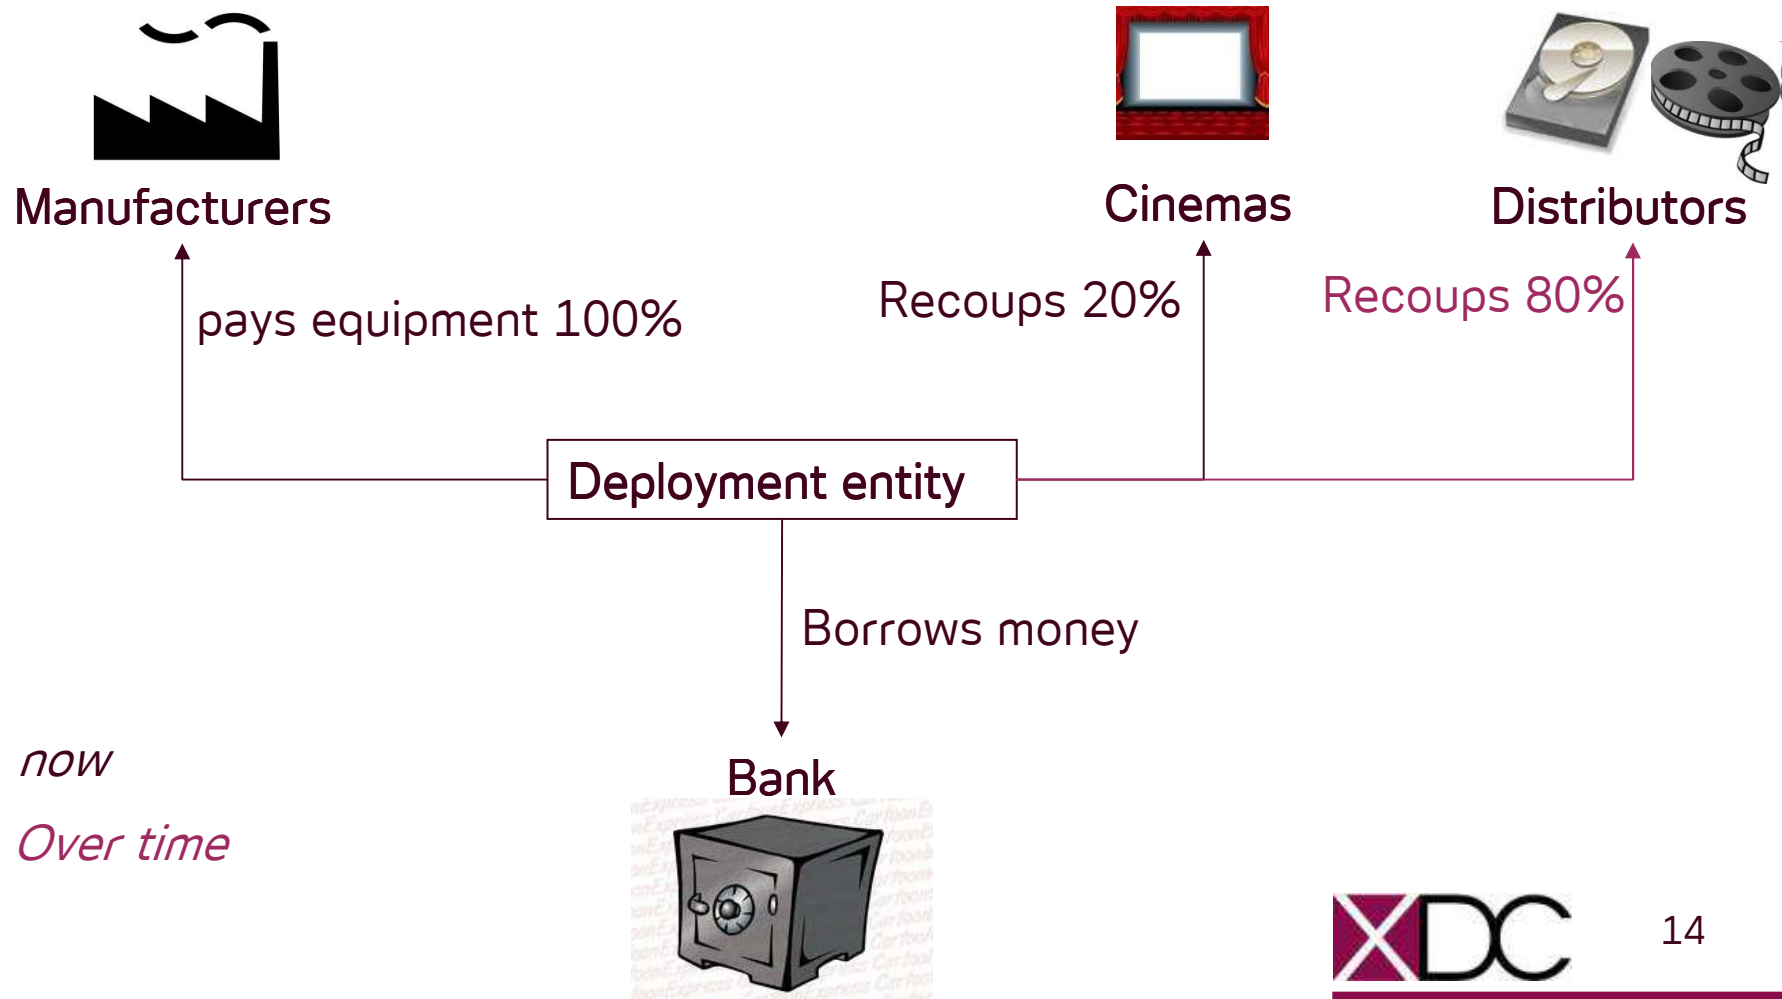 Manufacturers
Cinemas
Distributors
pays equipment 100%
Recoups 20%
Recoups 80%
Deployment entity
Borrows money
now
Over time
Bank
XDC
14